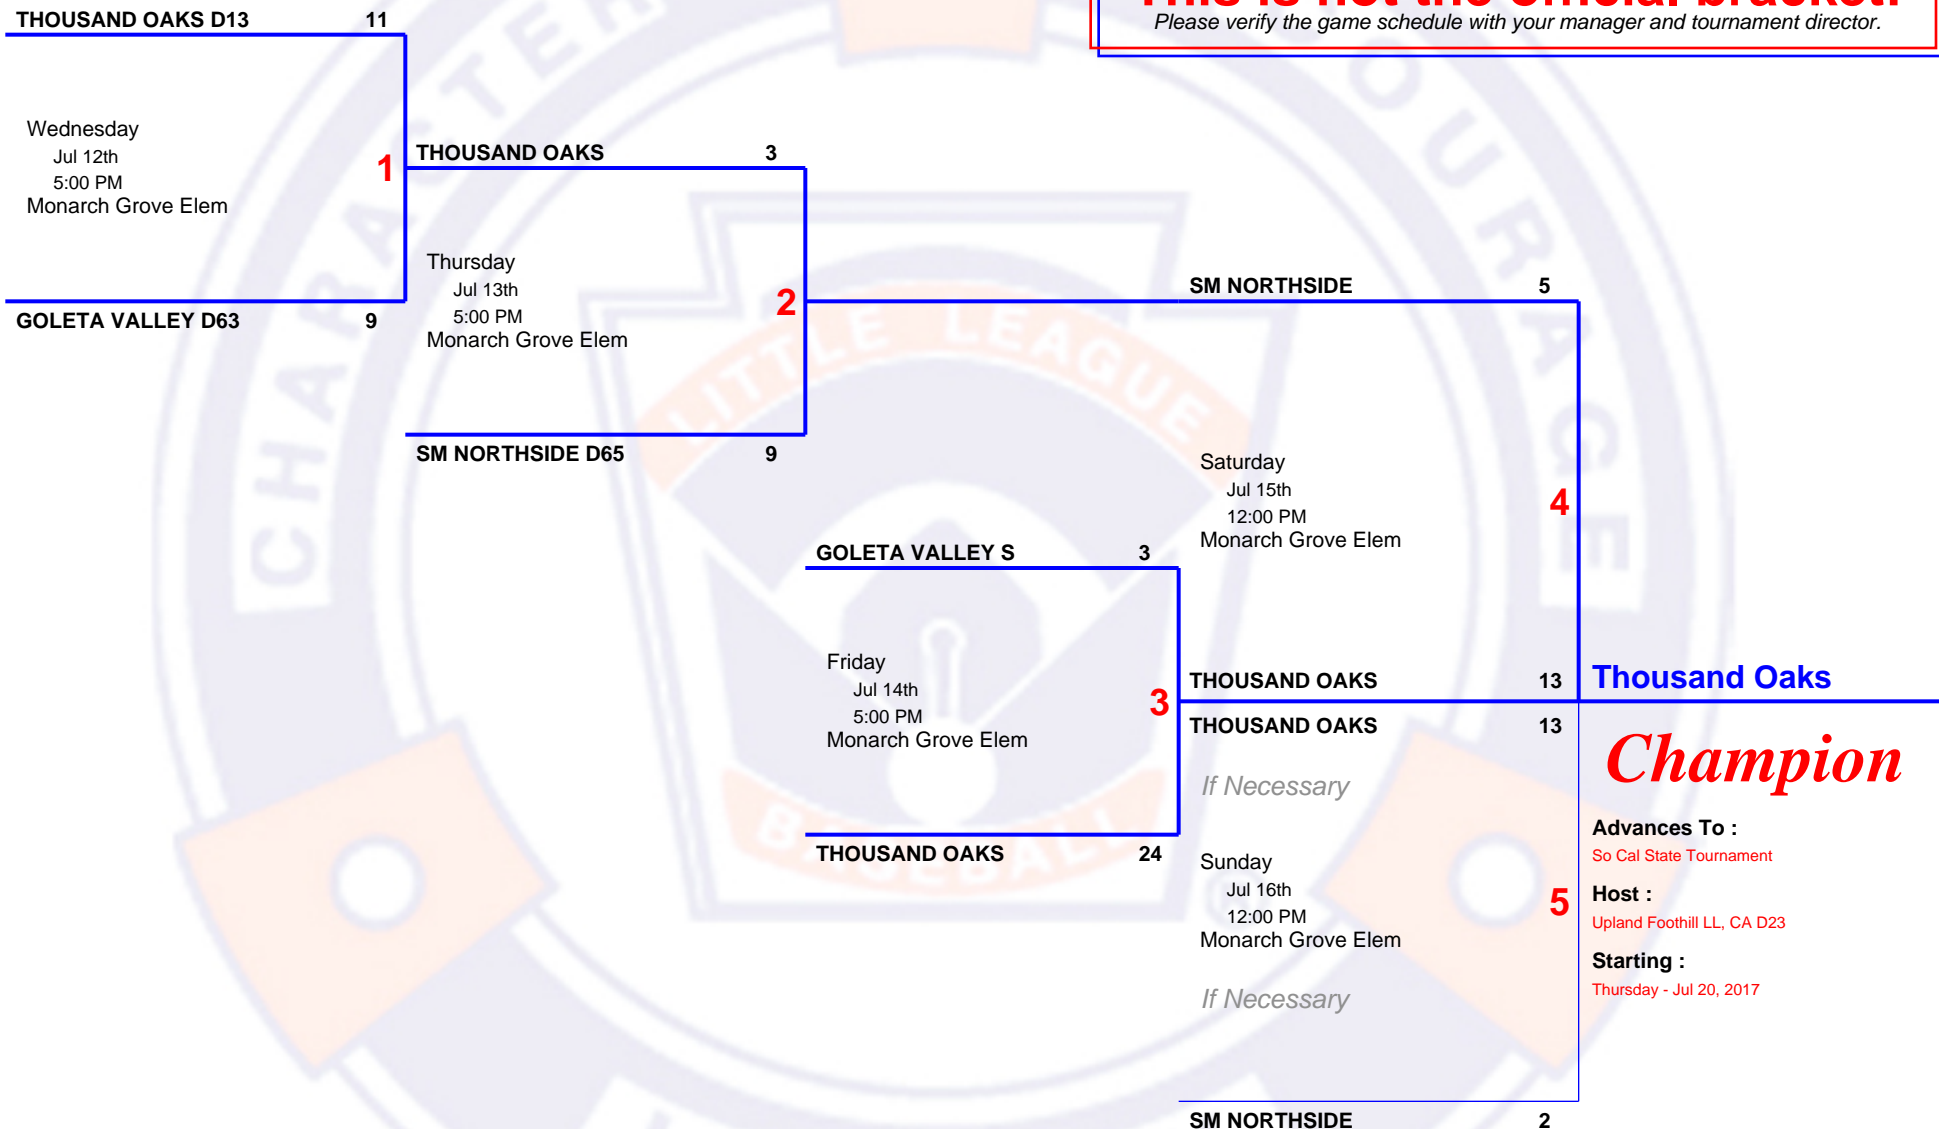 This is not the official bracket!
Please verify the game schedule with your manager and tournament director.
THOUSAND OAKS D13 11
Wednesday
Jul 12th
5:00 PM
Monarch Grove Elem
1
GOLETA VALLEY D63 9
THOUSAND OAKS 3
Thursday
Jul 13th
5:00 PM
Monarch Grove Elem
2
SM NORTHSIDE D65 9
GOLETA VALLEY S 3
Friday
Jul 14th
5:00 PM
Monarch Grove Elem
3
THOUSAND OAKS 24
SM NORTHSIDE 5
Saturday
Jul 15th
12:00 PM
Monarch Grove Elem
4
THOUSAND OAKS 13
THOUSAND OAKS 13
If Necessary
Sunday
Jul 16th
12:00 PM
Monarch Grove Elem
5
If Necessary
SM NORTHSIDE 2
Thousand Oaks
Champion
Advances To :
So Cal State Tournament
Host :
Upland Foothill LL, CA D23
Starting :
Thursday - Jul 20, 2017
CHARACTER
COURAGE
LITTLE LEAGUE
BASEBALL
®